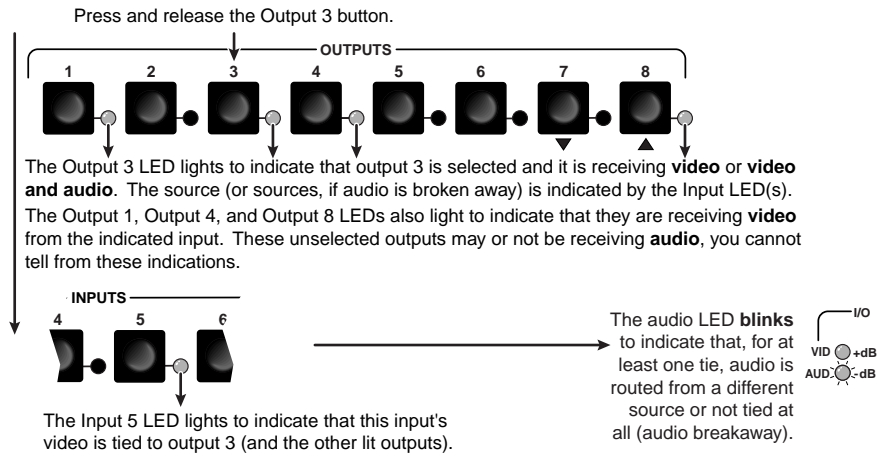 Press and release the Output 3 button.
OUTPUTS
1 2 3 4 5 6 7 8
The Output 3 LED lights to indicate that output 3 is selected and it is receiving video or video
and audio. The source (or sources, if audio is broken away) is indicated by the Input LED(s).
The Output 1, Output 4, and Output 8 LEDs also light to indicate that they are receiving video
from the indicated input. These unselected outputs may or not be receiving audio, you cannot
tell from these indications.
INPUTS
4 5 6
The Input 5 LED lights to indicate that this input's
video is tied to output 3 (and the other lit outputs).
The audio LED blinks
to indicate that, for at
least one tie, audio is
routed from a different
source or not tied at
all (audio breakaway).
I/O
VID +dB
AUD -dB